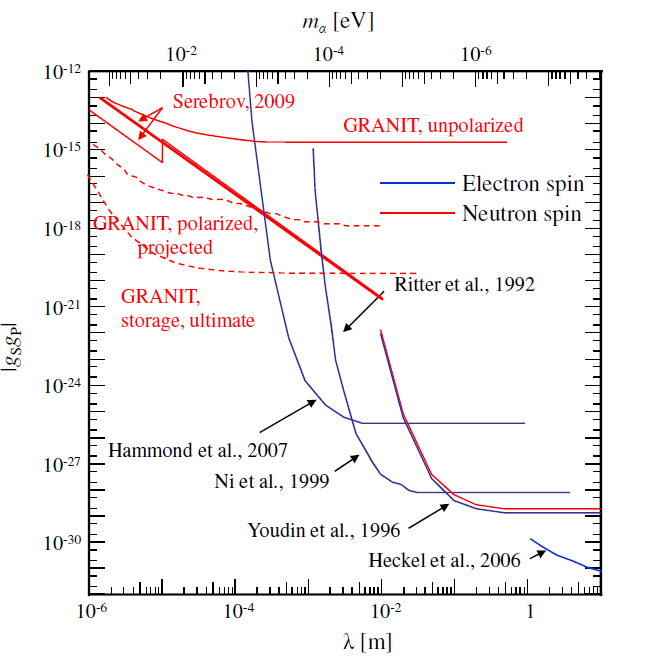 mα [eV]
10-2
10-4
10-6
10-12
Serebrov, 2009
GRANIT, unpolarized
10-15
Electron spin
Neutron spin
10-18
GRANIT, polarized,
projected
Ritter et al., 1992
GRANIT,
storage, ultimate
10-21
|gSgP|
10-24
Hammond et al., 2007
10-27
Ni et al., 1999
Youdin et al., 1996
10-30
Heckel et al., 2006
10-6
10-4
10-2
1
λ [m]